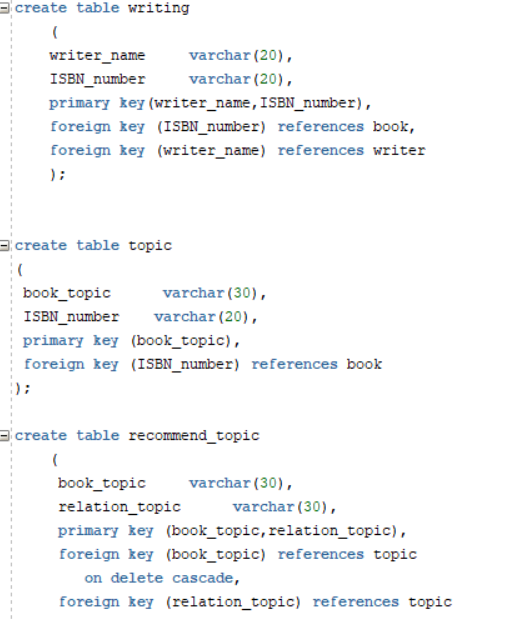 create table writing
(
writer_name varchar(20),
ISBN_number varchar(20),
primary key(writer_name,ISBN_number),
foreign key (ISBN_number) references book,
foreign key (writer_name) references writer
);
create table topic
(
book_topic varchar(30),
ISBN_number varchar(20),
primary key (book_topic),
foreign key (ISBN_number) references book
);
create table recommend_topic
(
book_topic varchar(30),
relation_topic varchar(30),
primary key (book_topic,relation_topic),
foreign key (book_topic) references topic
on delete cascade,
foreign key (relation_topic) references topic